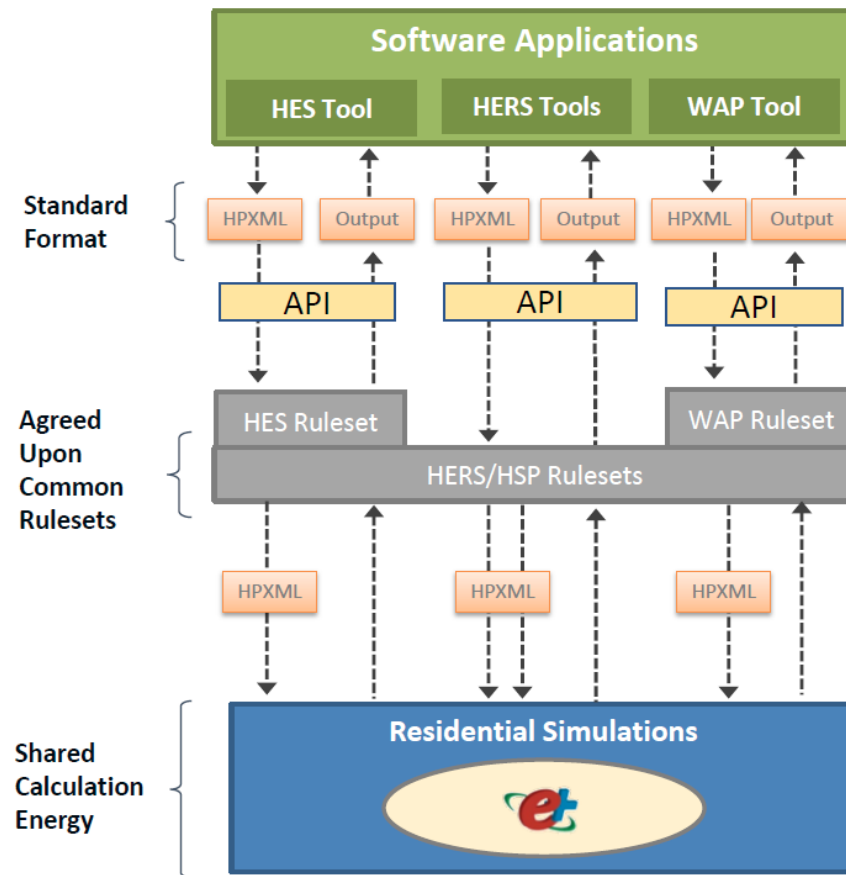 Software Applications
HES Tool
HERS Tools
WAP Tool
Standard
Format
HPXML
Output
HPXML
Output
HPXML
Output
API
API
API
Agreed
Upon
Common
Rulesets
HES Ruleset
WAP Ruleset
HERS/HSP Rulesets
HPXML
HPXML
HPXML
Shared
Calculation
Energy
Residential Simulations
e+